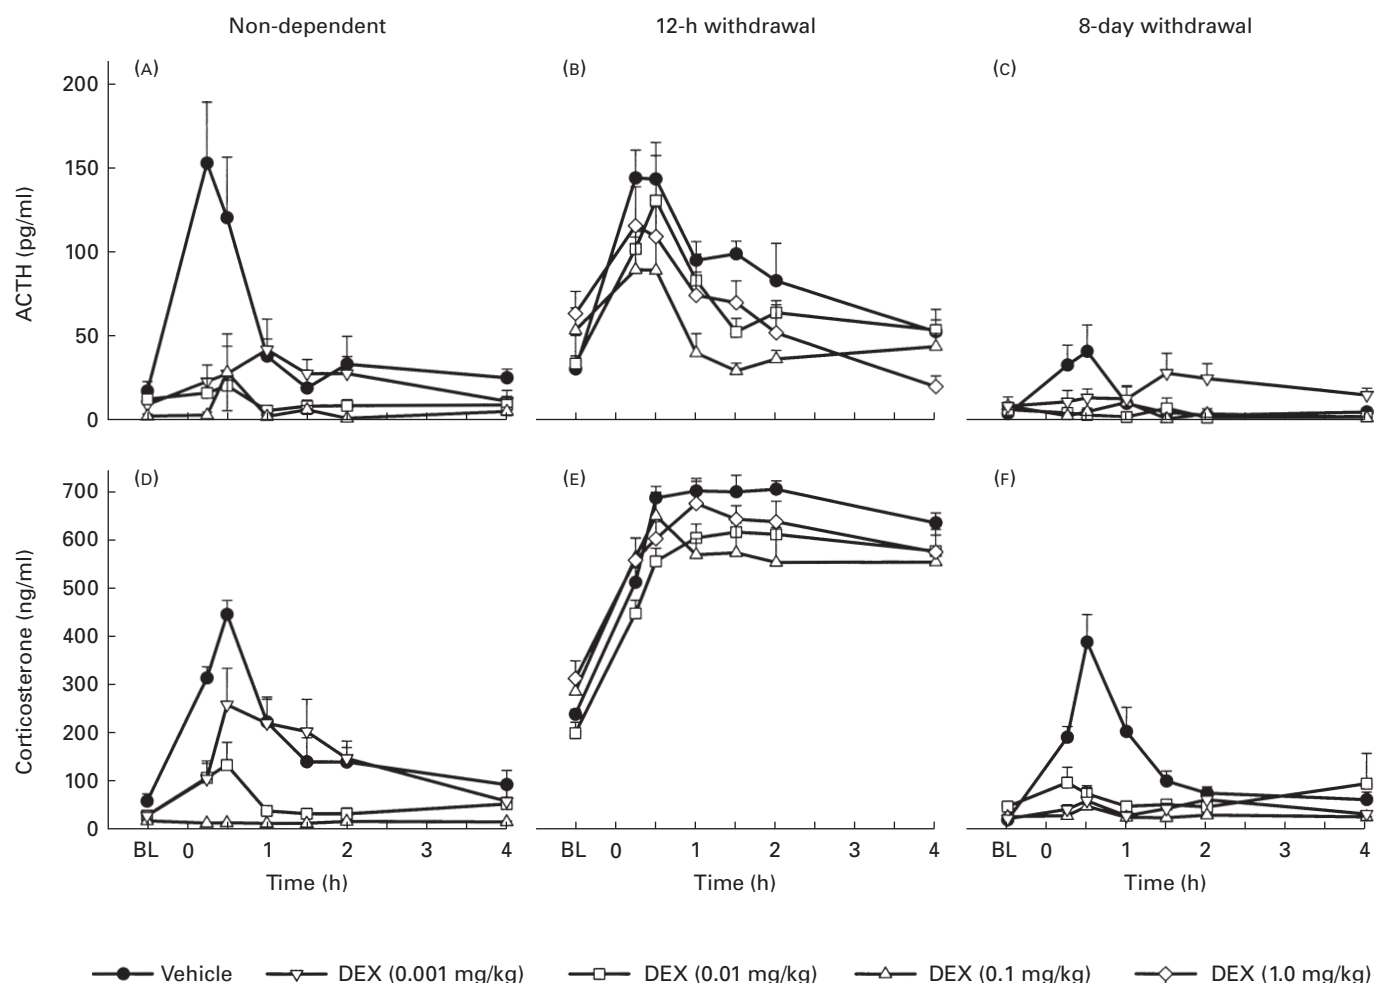 Non-dependent 12-h withdrawal 8-day withdrawal
(A) (B) (C)
200
150
100
50
0
ACTH (pg/ml)
(D) (E) (F)
700
600
500
400
300
200
100
0
Corticosterone (ng/ml)
BL 0 1 2 3 4 BL 0 1 2 3 4 BL 0 1 2 3 4
Time (h) Time (h) Time (h)
Vehicle DEX (0.001 mg/kg) DEX (0.01 mg/kg) DEX (0.1 mg/kg) DEX (1.0 mg/kg)